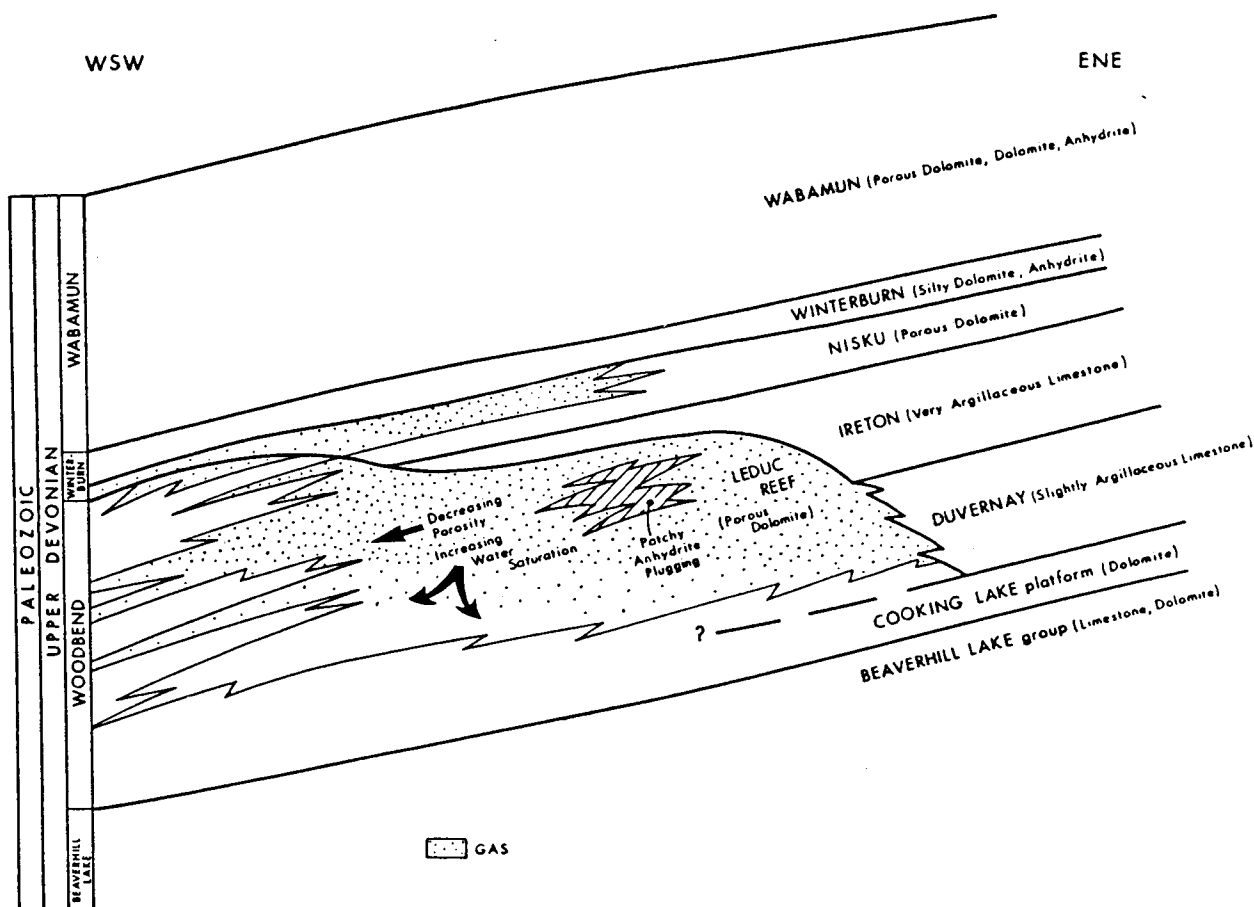 WSW
ENE
WABAMUN (Porous Dolomite, Dolomite, Anhydrite)
WINTERBURN (Silty Dolomite, Anhydrite)
NISKU (Porous Dolomite)
IRETON (Very Argillaceous Limestone)
DUVERNAY (Slightly Argillaceous Limestone)
COOKING LAKE platform (Dolomite)
BEAVERHILL LAKE group (Limestone, Dolomite)
LEDUC
REEF
(Porous
Dolomite)
Patchy
Anhydrite
Plugging
Decreasing
Porosity
Increasing
Water Saturation
?
GAS
PALEOZOIC
UPPER DEVONIAN
WABAMUN
WINTER-
BURN
WOODBEND
BEAVERHILL
LAKE